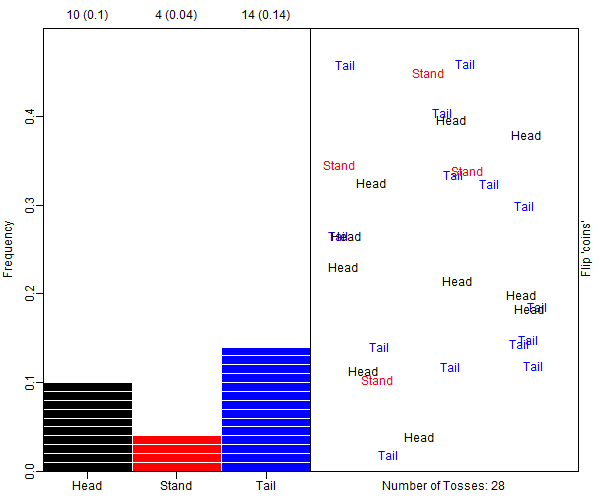 10 (0.1) 4 (0.04) 14 (0.14)
Frequency
0.4
0.3
0.2
0.1
0.0
Head Stand Tail
Tail
Tail
Stand
Tail
Head
Head
Stand
Stand
Tail
Head
Tail
Tail
Tail
Head
Head
Head
Head
Tail
Head
Tail
Tail
Tail
Head
Tail
Tail
Stand
Head
Tail
Flip 'coins'
Number of Tosses: 28